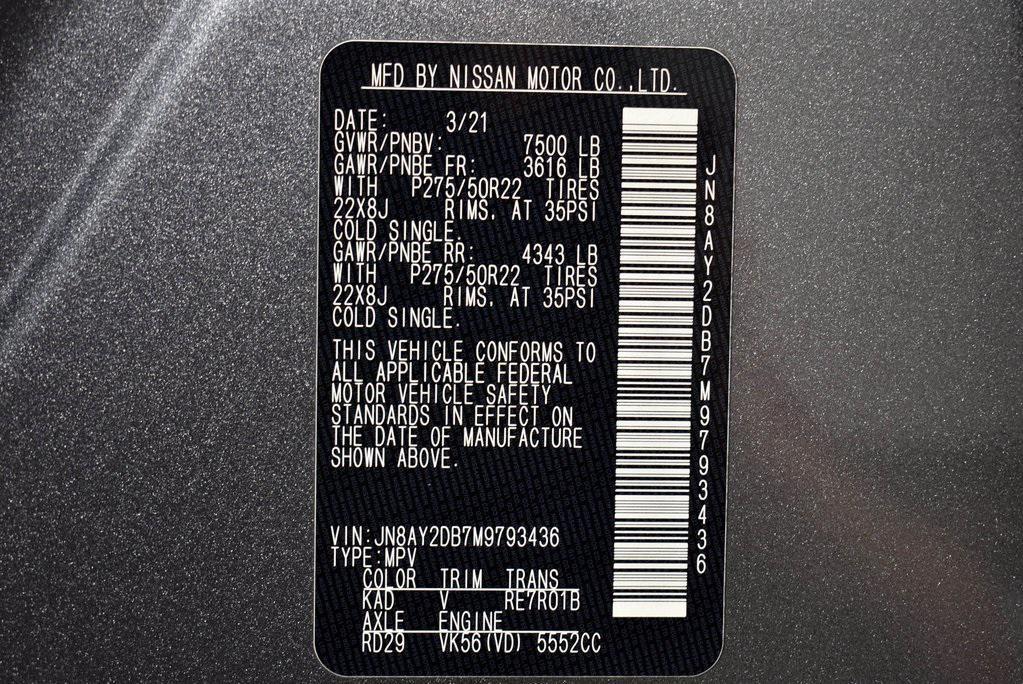 MFD BY NISSAN MOTOR CO.,LTD.
DATE: 3/21
GVWR/PNBV: 7500 LB
GAWR/PNBE FR: 3616 LB
WITH P275/50R22 TIRES
22X8J RIMS, AT 35PSI
COLD SINGLE.
GAWR/PNBE RR: 4343 LB
WITH P275/50R22 TIRES
22X8J RIMS, AT 35PSI
COLD SINGLE.
THIS VEHICLE CONFORMS TO
ALL APPLICABLE FEDERAL
MOTOR VEHICLE SAFETY
STANDARDS IN EFFECT ON
THE DATE OF MANUFACTURE
SHOWN ABOVE.
VIN:JN8AY2DB7M9793436
TYPE:MPV
COLOR TRIM TRANS
KAD V RE7R01B
AXLE ENGINE
RD29 VK56(VD) 5552CC
JN8AY2DB7M9793436